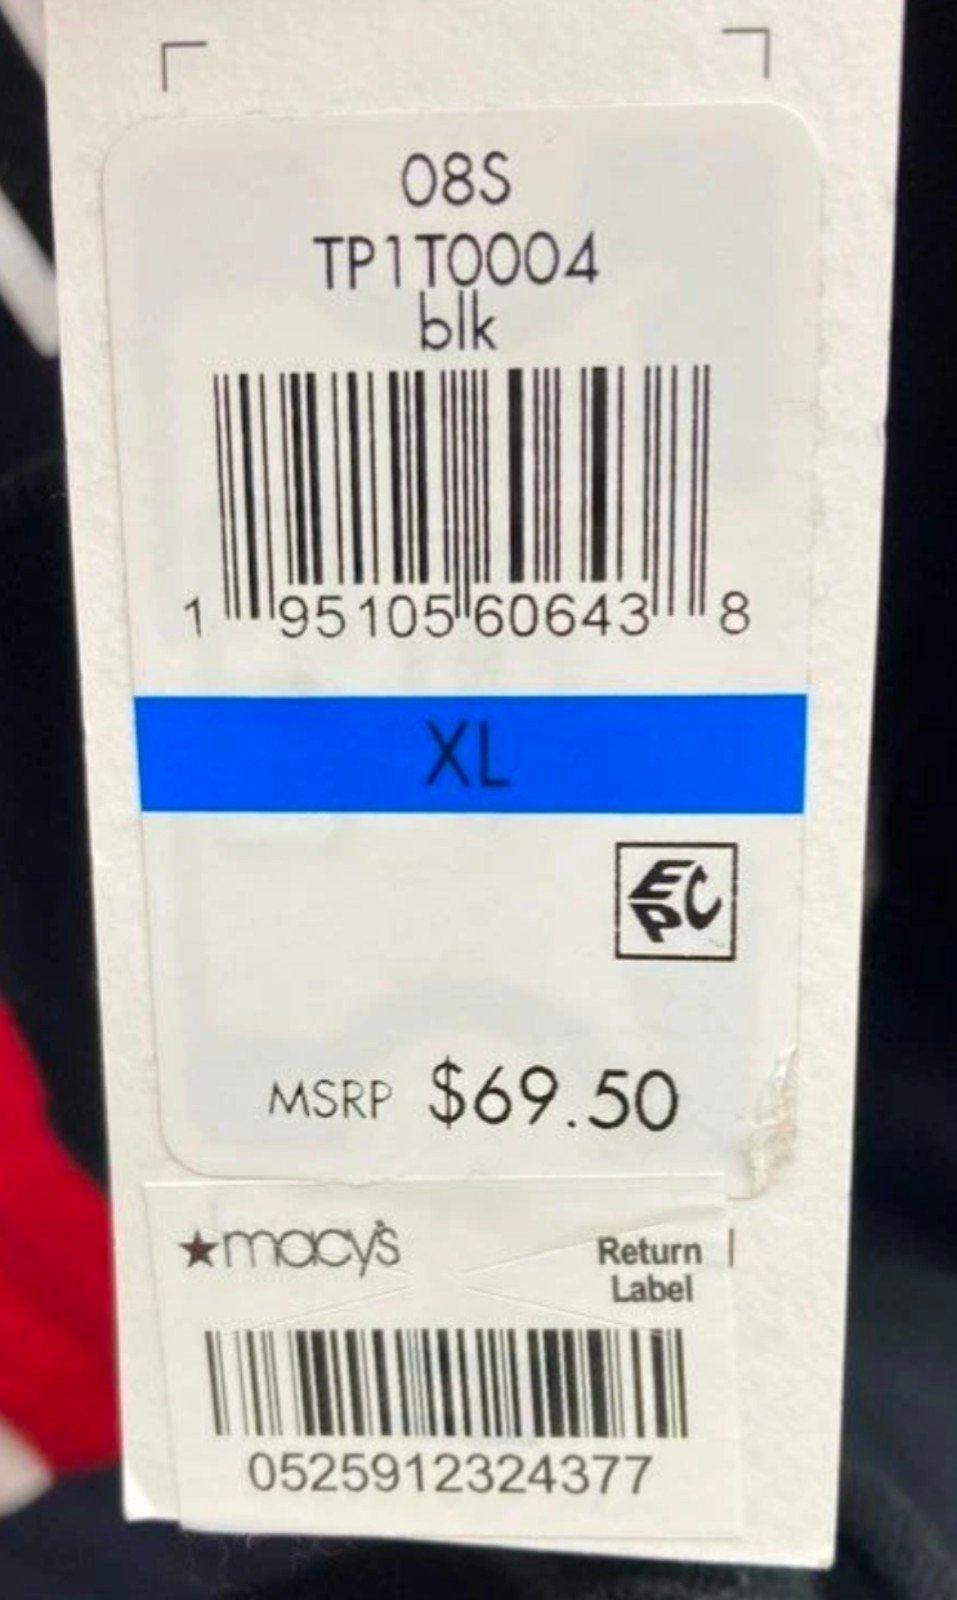 08S
TP1T0004
blk
1 95105 60643 8
XL
EPC
MSRP $69.50
macy's
Return
Label
0525912324377